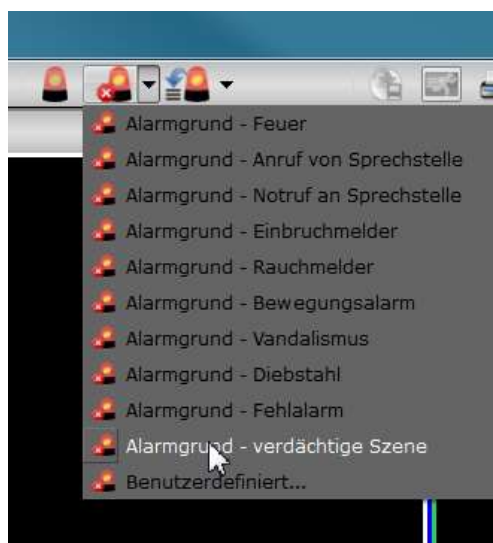 Alarmgrund - Feuer
Alarmgrund - Anruf von Sprechstelle
Alarmgrund - Notruf an Sprechstelle
Alarmgrund - Einbruchmelder
Alarmgrund - Rauchmelder
Alarmgrund - Bewegungsalarm
Alarmgrund - Vandalismus
Alarmgrund - Diebstahl
Alarmgrund - Fehlalarm
Alarmgrund - verdächtige Szene
Benutzerdefiniert...